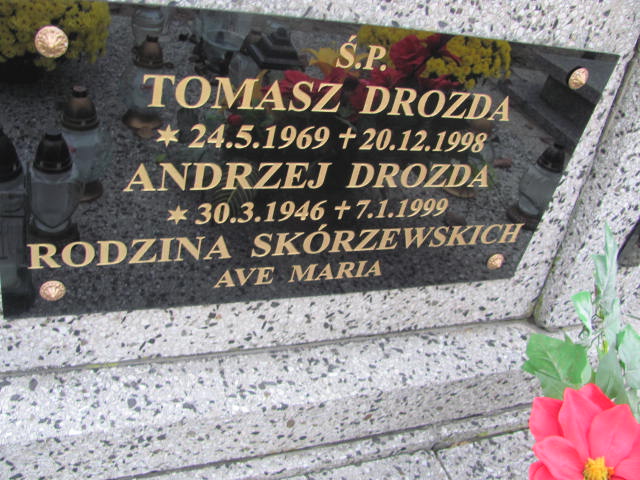 Ś.P.
TOMASZ DROZDA
✶ 24.5.1969 + 20.12.1998
ANDRZEJ DROZDA
✶ 30.3.1946 + 7.1.1999
RODZINA SKÓRZEWSKICH
AVE MARIA